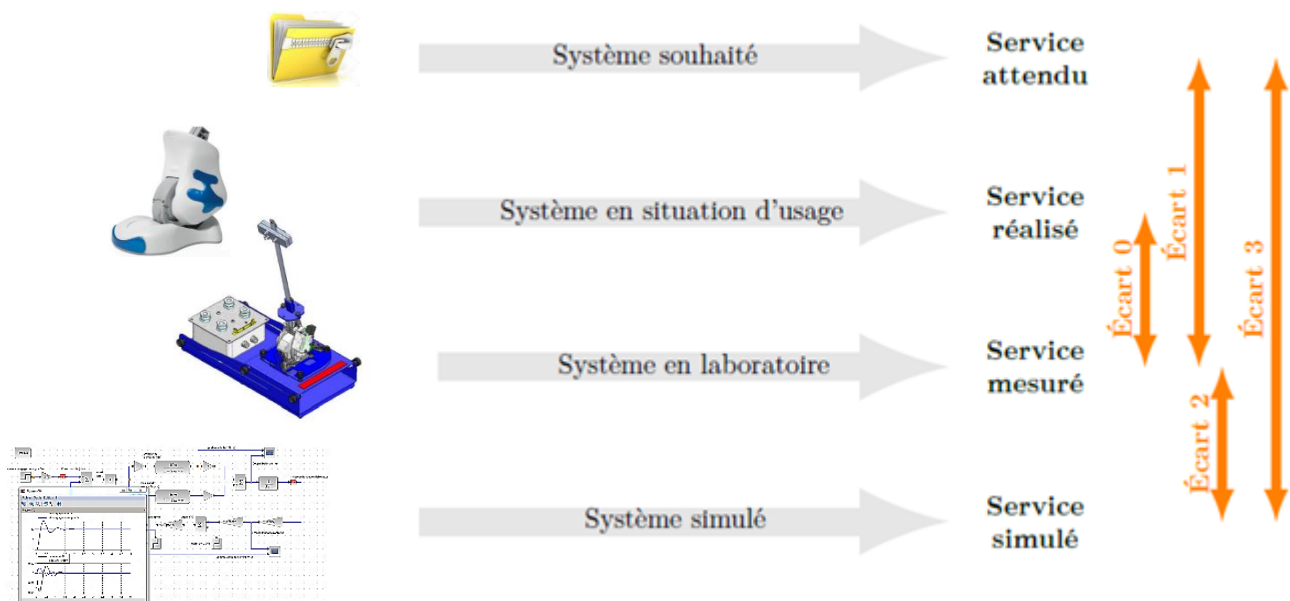 Système souhaité
Service
attendu
Système en situation d'usage
Service
réalisé
Écart 0
Écart 1
Écart 3
Système en laboratoire
Service
mesuré
Écart 2
Système simulé
Service
simulé